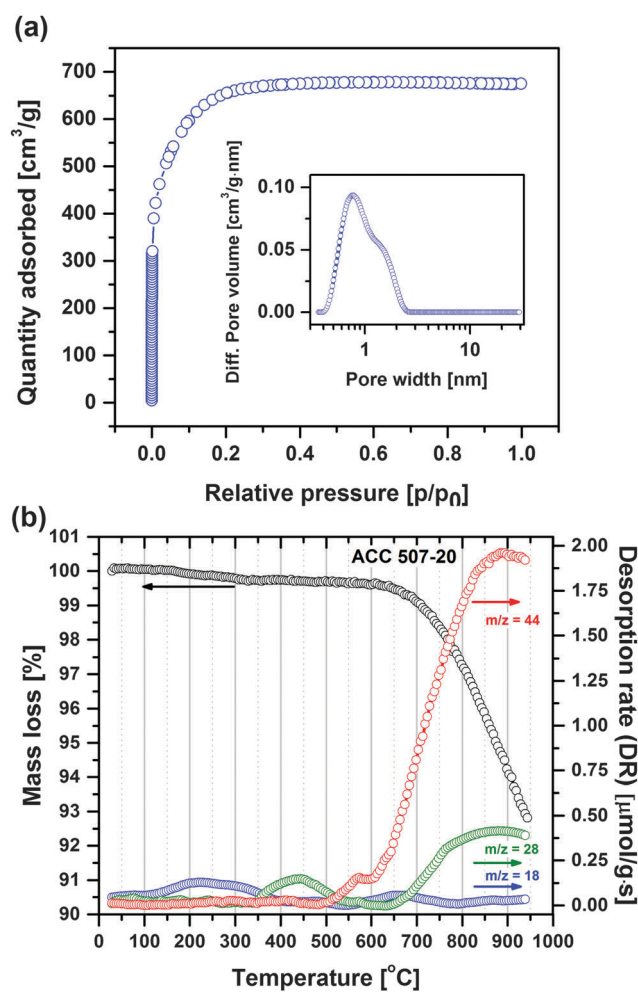 (a)
Quantity adsorbed [cm³/g]
700
600
500
400
300
200
100
0
0.0 0.2 0.4 0.6 0.8 1.0
Relative pressure [p/p₀]
Diff. Pore volume [cm³/g·nm]
0.10
0.05
0.00
1 10
Pore width [nm]
(b)
Mass loss [%]
101
100
99
98
97
96
95
94
93
92
91
90
ACC 507-20
m/z = 44
m/z = 28
m/z = 18
2.00
1.75
1.50
1.25
1.00
0.75
0.50
0.25
0.00
Desorption rate (DR) [µmol/g·s]
0 100 200 300 400 500 600 700 800 900 1000
Temperature [°C]